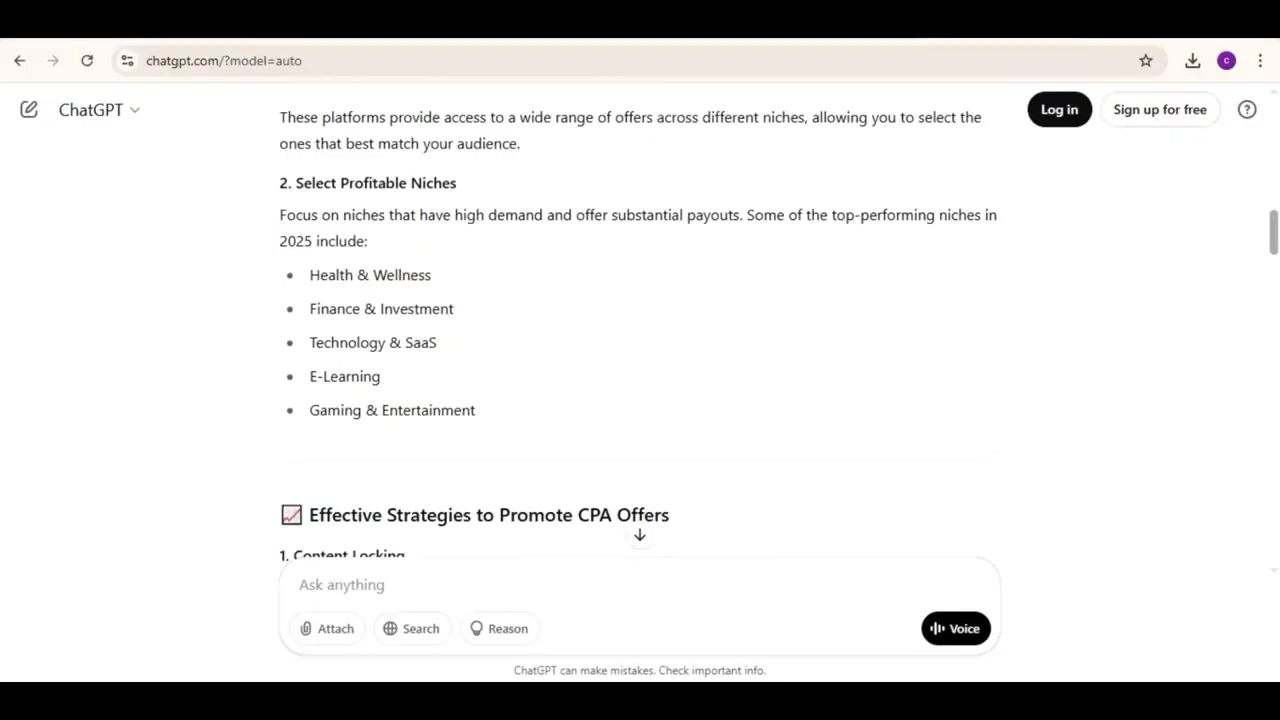 chatgpt.com/?model=auto
C
ChatGPT
Log in
Sign up for free
These platforms provide access to a wide range of offers across different niches, allowing you to select the
ones that best match your audience.
2. Select Profitable Niches
Focus on niches that have high demand and offer substantial payouts. Some of the top-performing niches in
2025 include:
Health & Wellness
Finance & Investment
Technology & SaaS
E-Learning
Gaming & Entertainment
Effective Strategies to Promote CPA Offers
1. Content Locking
Ask anything
Attach
Search
Reason
Voice
ChatGPT can make mistakes. Check important info.